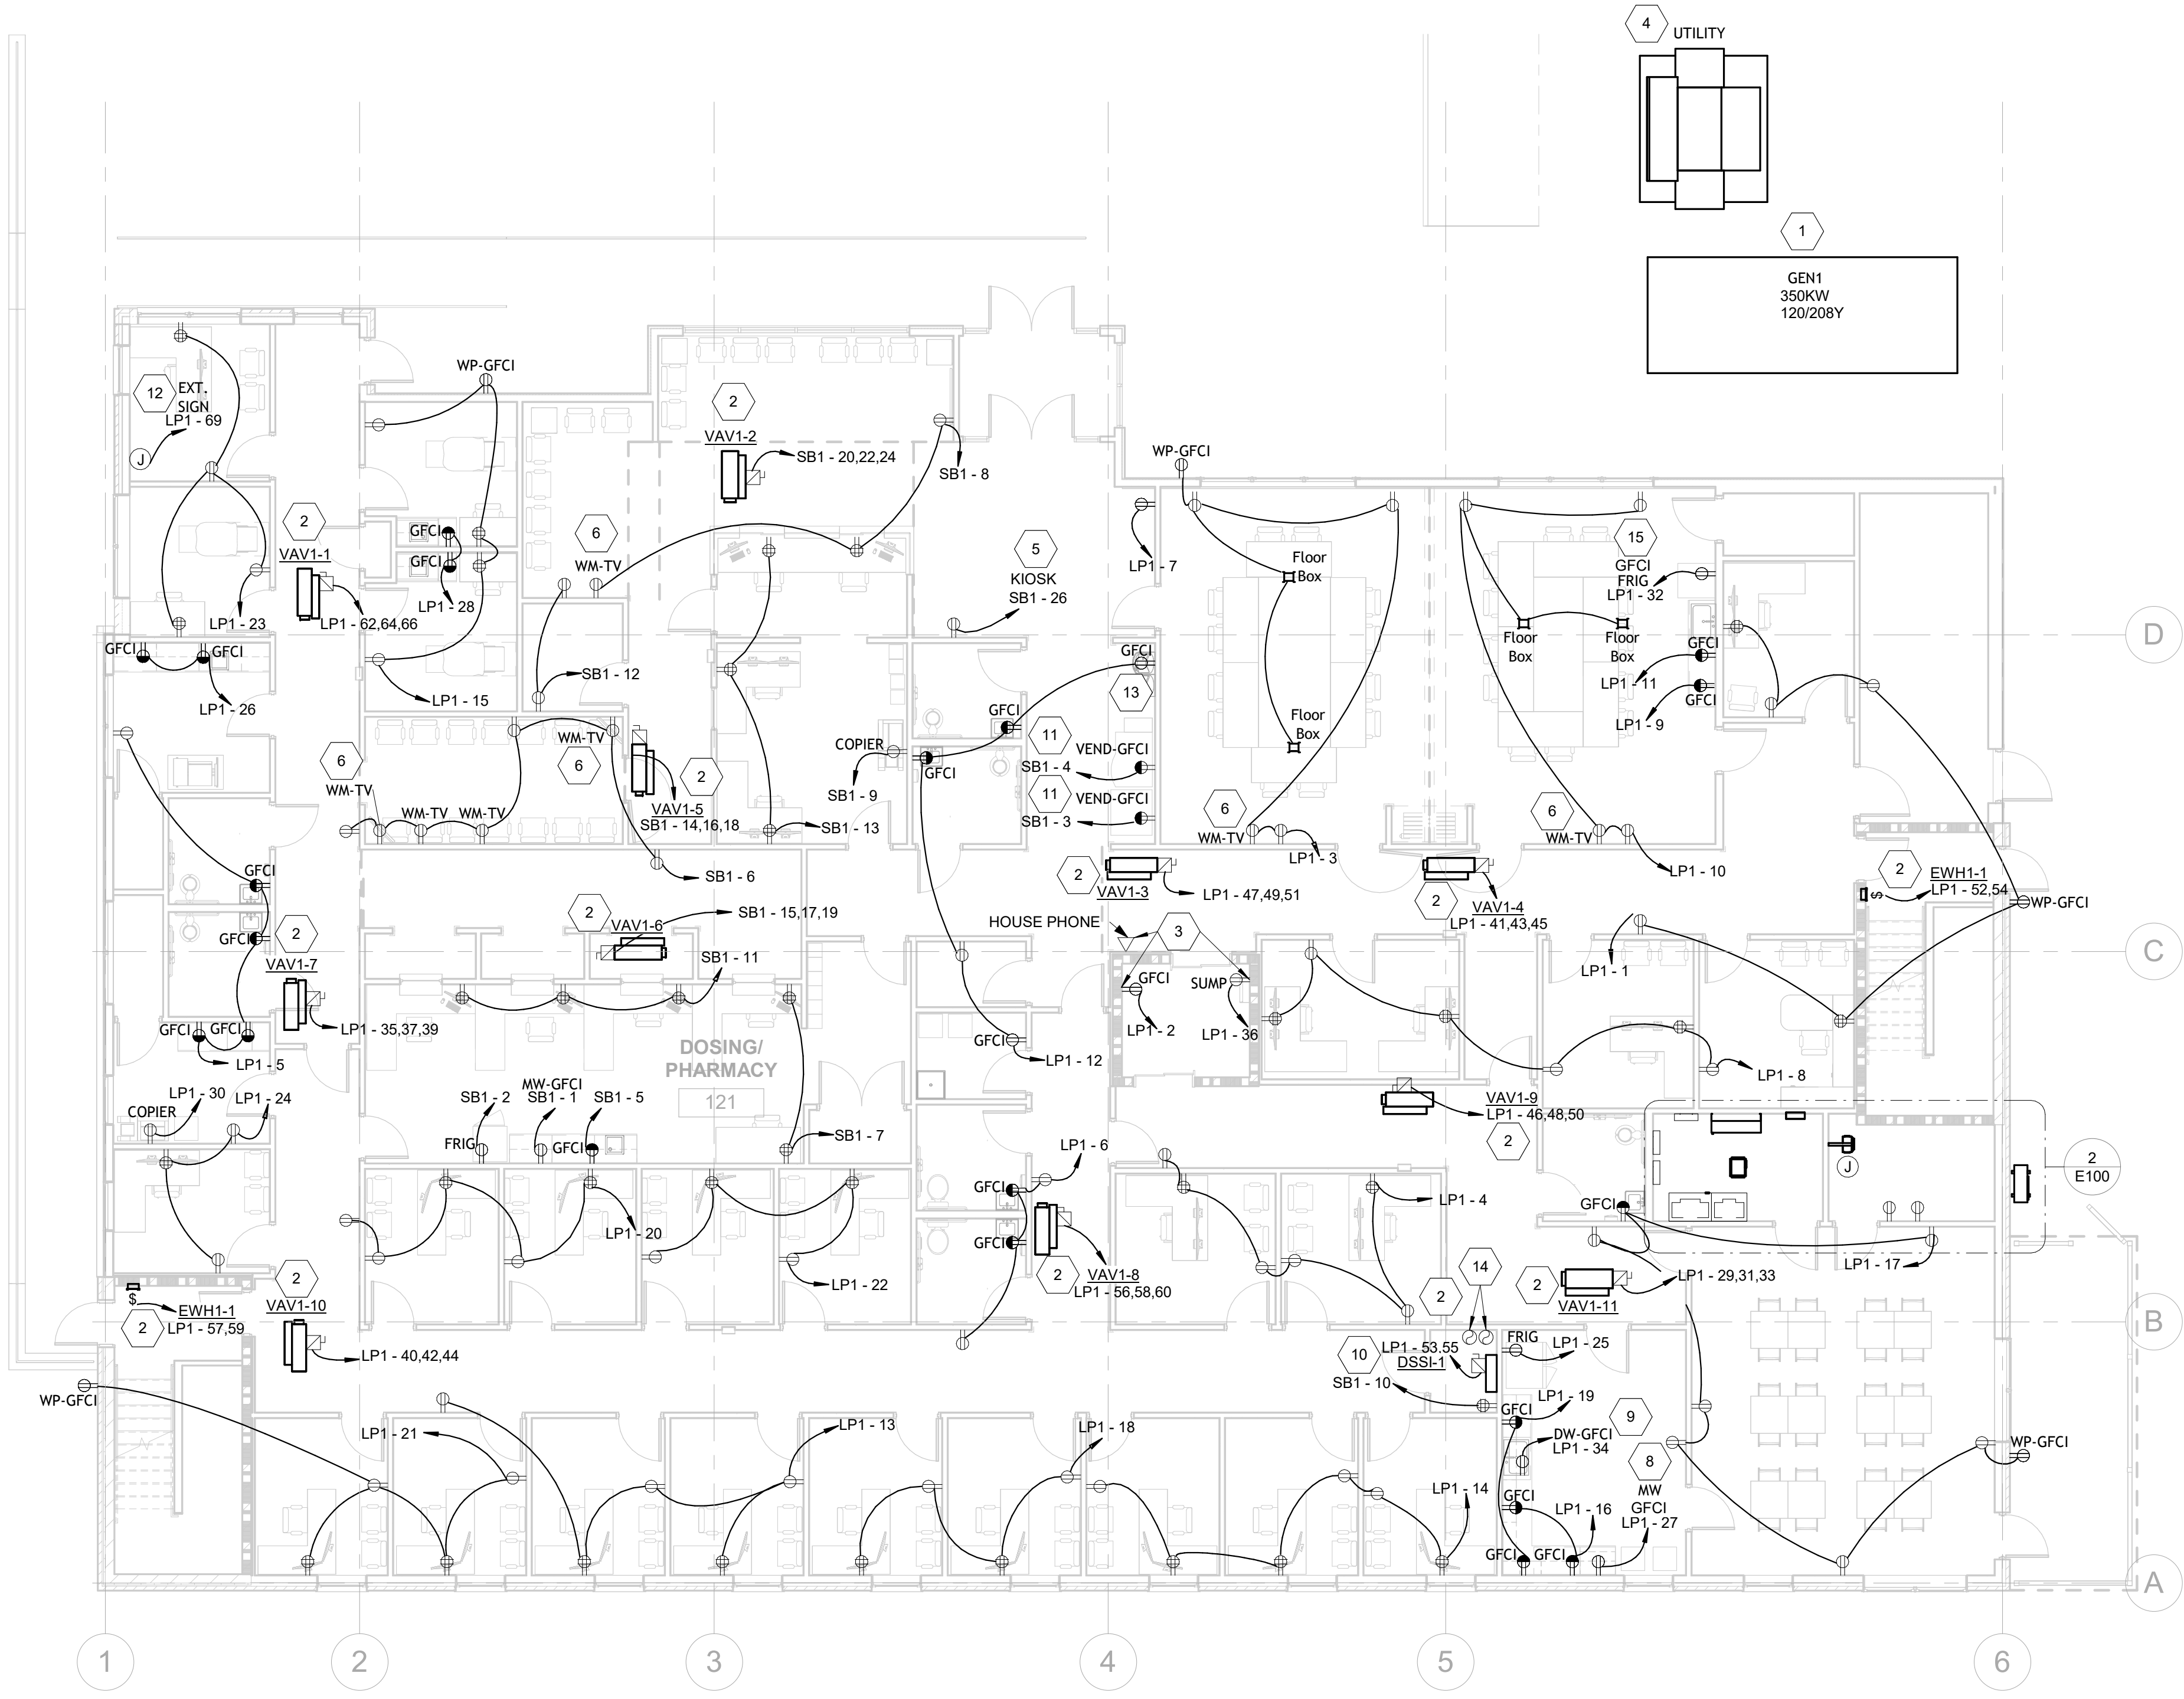 4
UTILITY
1
GEN1
350KW
120/208Y
12
EXT.
SIGN
LP1 - 69
J
WP-GFCI
2
VAV1-2
SB1 - 20,22,24
SB1 - 8
WP-GFCI
2
VAV1-1
LP1 - 62,64,66
LP1 - 23
GFCI
GFCI
LP1 - 28
6
WM-TV
5
KIOSK
SB1 - 26
LP1 - 7
Floor
Box
15
GFCI
FRIG
LP1 - 32
Floor
Box
Floor
Box
D
GFCI
GFCI
LP1 - 26
SB1 - 12
LP1 - 15
GFCI
13
GFCI
LP1 - 11
GFCI
LP1 - 9
Floor
Box
GFCI
6
WM-TV
WM-TV
WM-TV
WM-TV
6
2
VAV1-5
SB1 - 14,16,18
COPIER
SB1 - 9
SB1 - 13
GFCI
11
VEND-GFCI
SB1 - 4
11
VEND-GFCI
SB1 - 3
6
WM-TV
LP1 - 3
6
WM-TV
LP1 - 10
SB1 - 6
GFCI
GFCI
2
VAV1-3
LP1 - 47,49,51
2
VAV1-4
LP1 - 41,43,45
2
EWH1-1
LP1 - 52,54
$
WP-GFCI
2
VAV1-6
SB1 - 15,17,19
SB1 - 11
HOUSE PHONE
3
C
2
VAV1-7
LP1 - 35,37,39
GFCI
LP1 - 2
SUMP
LP1 - 36
LP1 - 1
GFCI
GFCI
LP1 - 5
DOSING/
PHARMACY
121
GFCI
LP1 - 12
LP1 - 8
LP1 - 30
COPIER
LP1 - 24
SB1 - 2
FRIG
MW-GFCI
SB1 - 1
GFCI
SB1 - 5
SB1 - 7
VAV1-9
LP1 - 46,48,50
2
J
2
E100
LP1 - 6
GFCI
GFCI
LP1 - 4
GFCI
LP1 - 20
LP1 - 22
2
VAV1-8
LP1 - 56,58,60
LP1 - 17
14
2
2
VAV1-11
LP1 - 29,31,33
$
2
EWH1-1
LP1 - 57,59
2
VAV1-10
LP1 - 40,42,44
B
10
LP1 - 53,55
DSSI-1
SB1 - 10
FRIG
LP1 - 25
WP-GFCI
LP1 - 21
LP1 - 13
LP1 - 18
LP1 - 19
GFCI
9
DW-GFCI
LP1 - 34
8
MW
GFCI
LP1 - 27
WP-GFCI
LP1 - 14
GFCI
LP1 - 16
GFCI
GFCI
A
1
2
3
4
5
6